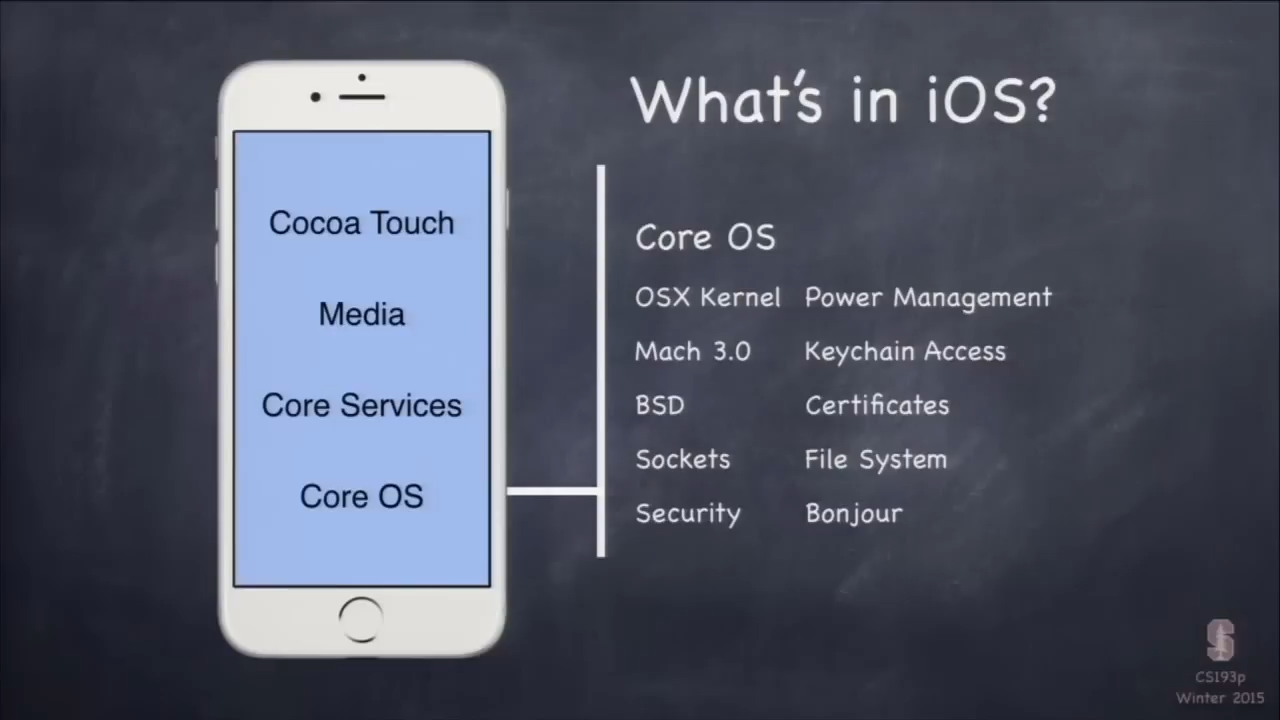 What's in iOS?
Cocoa Touch
Media
Core Services
Core OS
Core OS
OSX Kernel Power Management
Mach 3.0 Keychain Access
BSD Certificates
Sockets File System
Security Bonjour
S
CS193p
Winter 2015